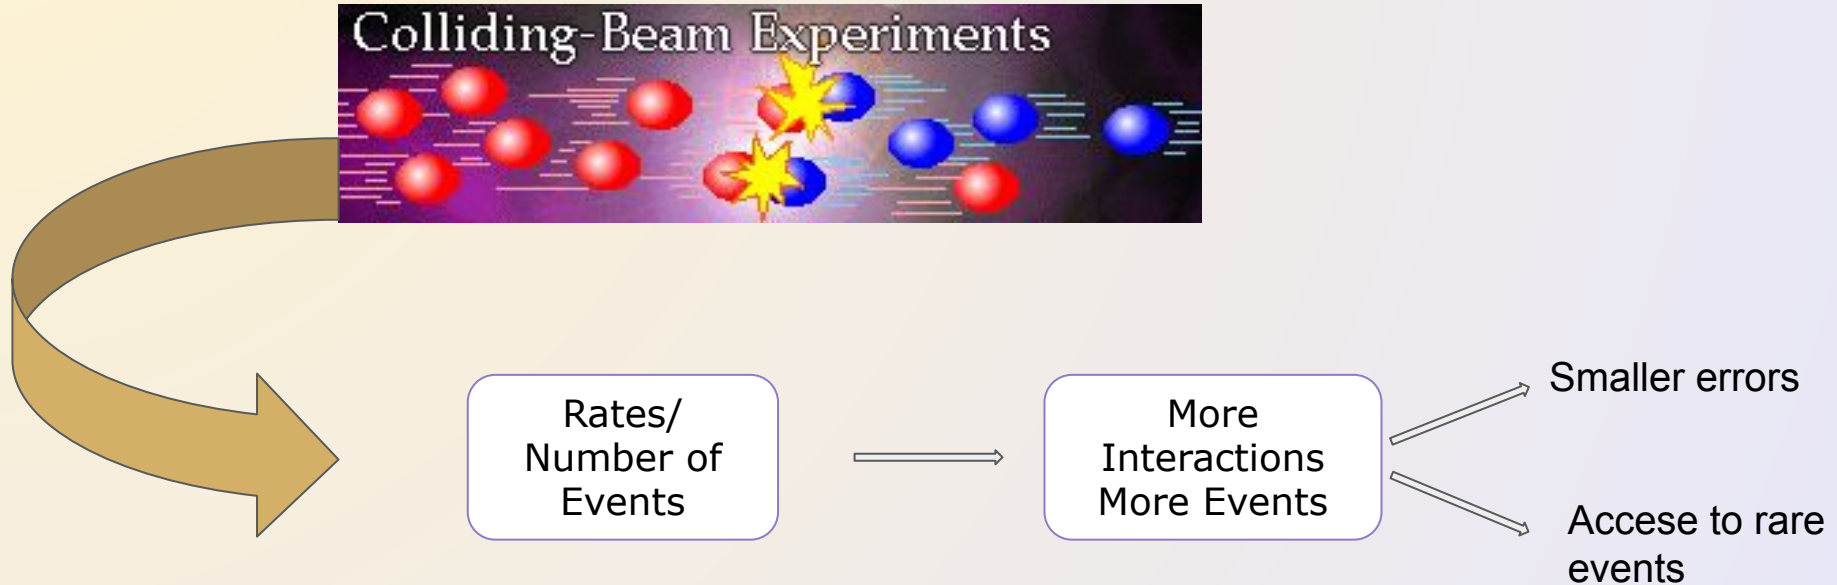 Colliding-Beam Experiments
Rates/
Number of
Events
More
Interactions
More Events
Smaller errors
Accese to rare
events